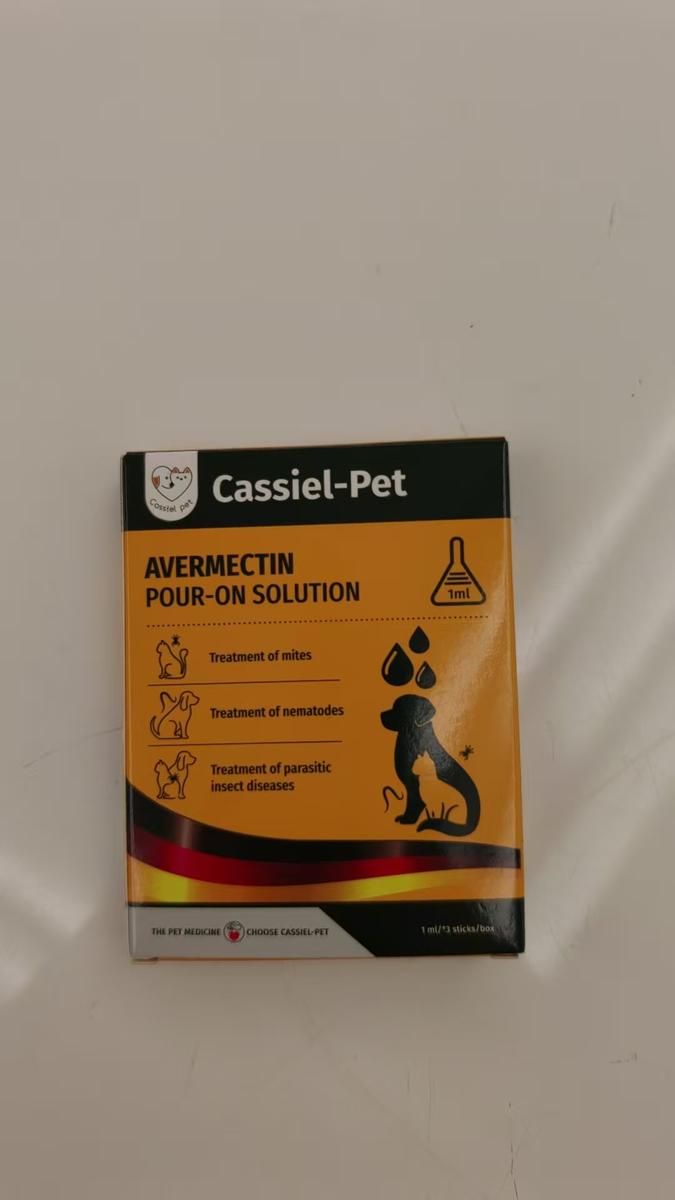 Cassiel pet
Cassiel-Pet
AVERMECTIN
POUR-ON SOLUTION
1ml
Treatment of mites
Treatment of nematodes
Treatment of parasitic
insect diseases
THE PET MEDICINE CHOOSE CASSIEL-PET
1 ml/*3 sticks/box